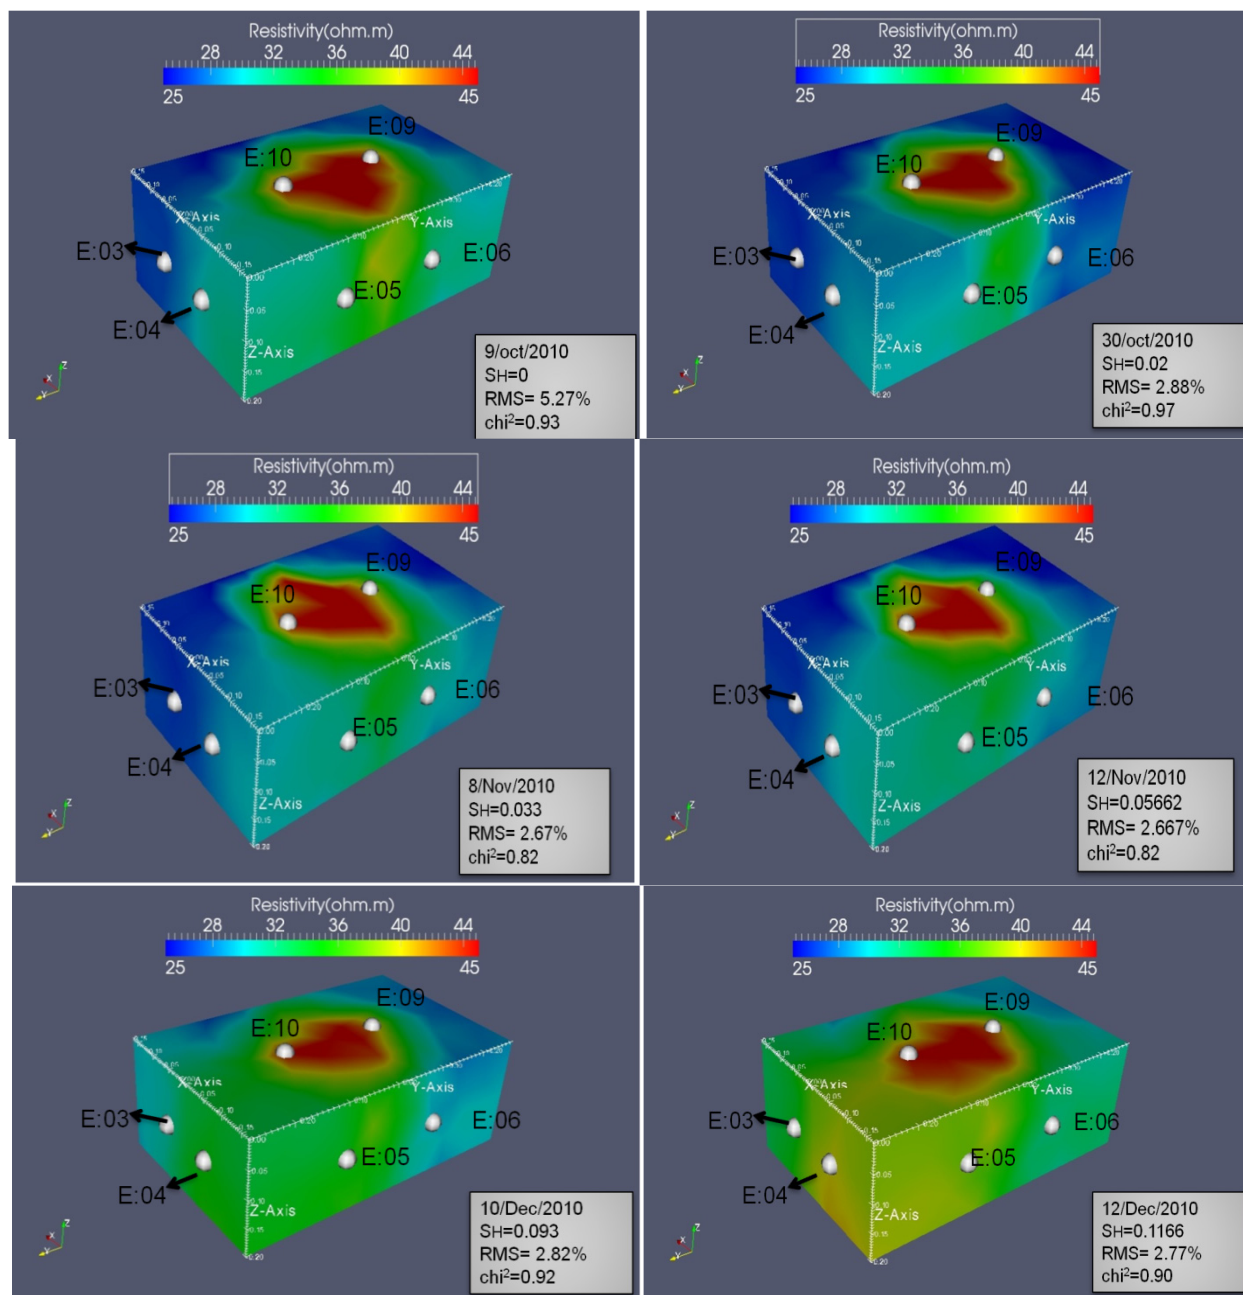 Resistivity(ohm.m)
28 32 36 40 44
25 45
E:09
E:10
X-Axis
Y-Axis
E:03
E:06
E:05
E:04
Z-Axis
9/oct/2010
SH=0
RMS= 5.27%
chi²=0.93
Resistivity(ohm.m)
28 32 36 40 44
25 45
E:09
E:10
X-Axis
Y-Axis
E:03
E:06
E:05
E:04
Z-Axis
30/oct/2010
SH=0.02
RMS= 2.88%
chi²=0.97
Resistivity(ohm.m)
28 32 36 40 44
25 45
E:09
E:10
X-Axis
Y-Axis
E:03
E:06
E:05
E:04
Z-Axis
8/Nov/2010
SH=0.033
RMS= 2.67%
chi²=0.82
Resistivity(ohm.m)
28 32 36 40 44
25 45
E:09
E:10
X-Axis
Y-Axis
E:03
E:06
E:05
E:04
Z-Axis
12/Nov/2010
SH=0.05662
RMS= 2.667%
chi²=0.82
Resistivity(ohm.m)
28 32 36 40 44
25 45
E:09
E:10
X-Axis
Y-Axis
E:03
E:06
E:05
E:04
Z-Axis
10/Dec/2010
SH=0.093
RMS= 2.82%
chi²=0.92
Resistivity(ohm.m)
28 32 36 40 44
25 45
E:09
E:10
X-Axis
Y-Axis
E:03
E:06
E:05
E:04
Z-Axis
12/Dec/2010
SH=0.1166
RMS= 2.77%
chi²=0.90